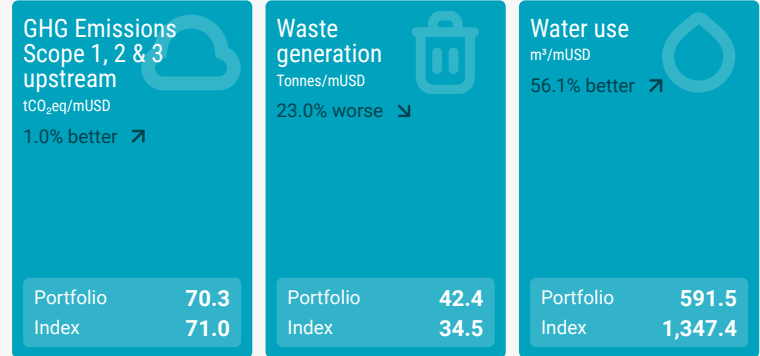 GHG Emissions
Scope 1, 2 & 3
upstream
tCO₂eq/mUSD
1.0% better
Portfolio 70.3
Index 71.0
Waste
generation
Tonnes/mUSD
23.0% worse
Portfolio 42.4
Index 34.5
Water use
m³/mUSD
56.1% better
Portfolio 591.5
Index 1,347.4